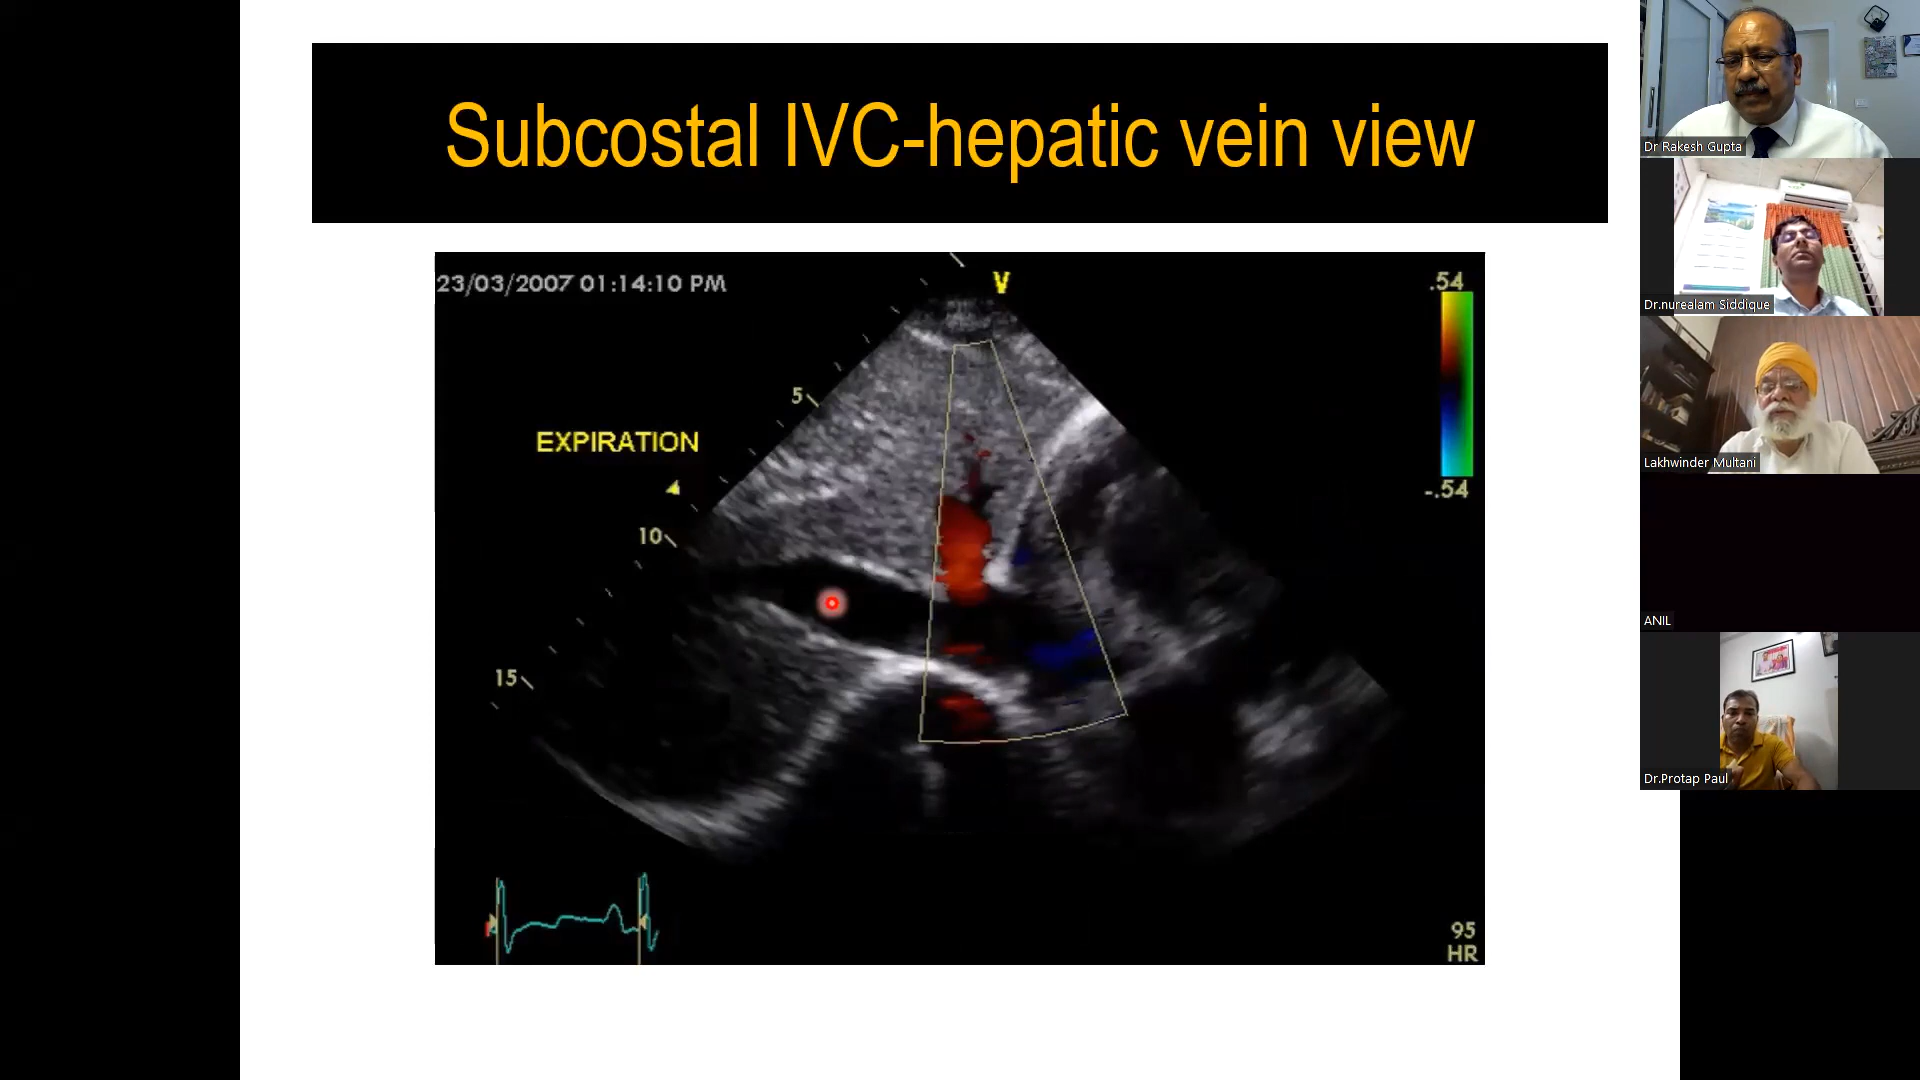 Subcostal IVC-hepatic vein view
23/03/2007 01:14:10 PM
V
.54
5
EXPIRATION
-.54
10
15
95
HR
Dr Rakesh Gupta
Dr.nurealam Siddique
Lakhwinder Multani
ANIL
Dr.Protap Paul